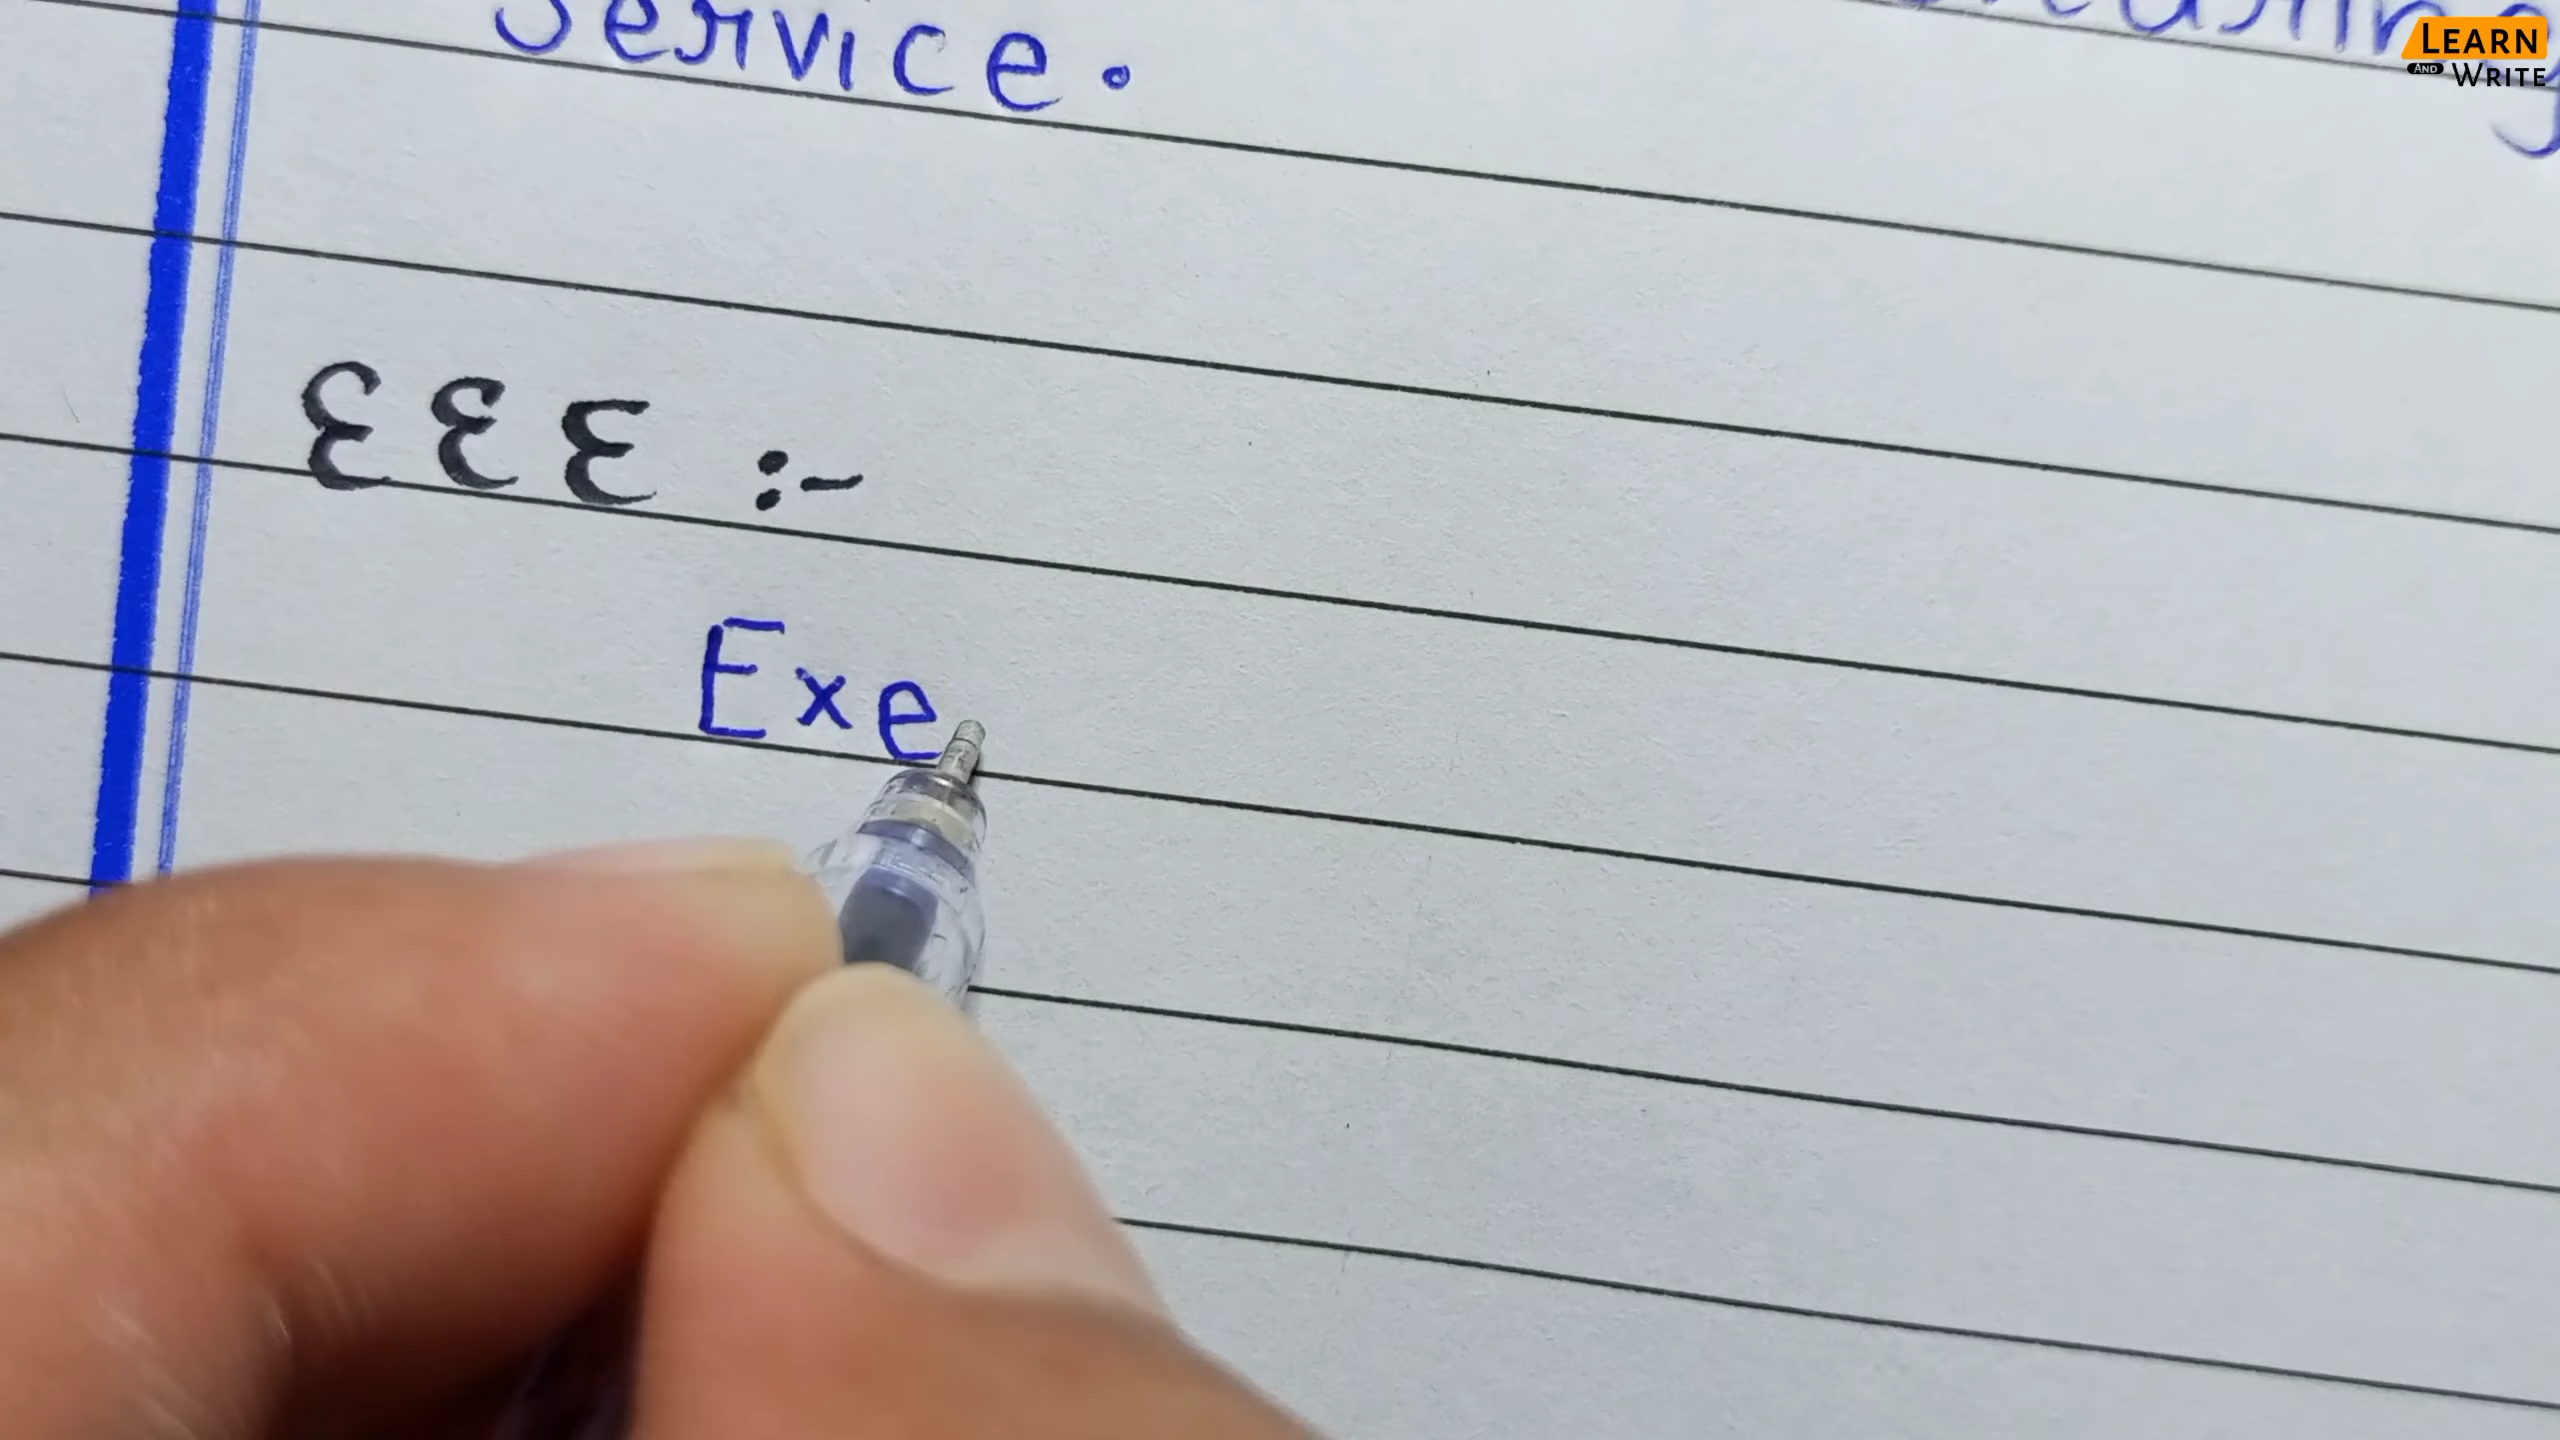 Service.
LEARN
AND WRITE
EEE :-
Exe